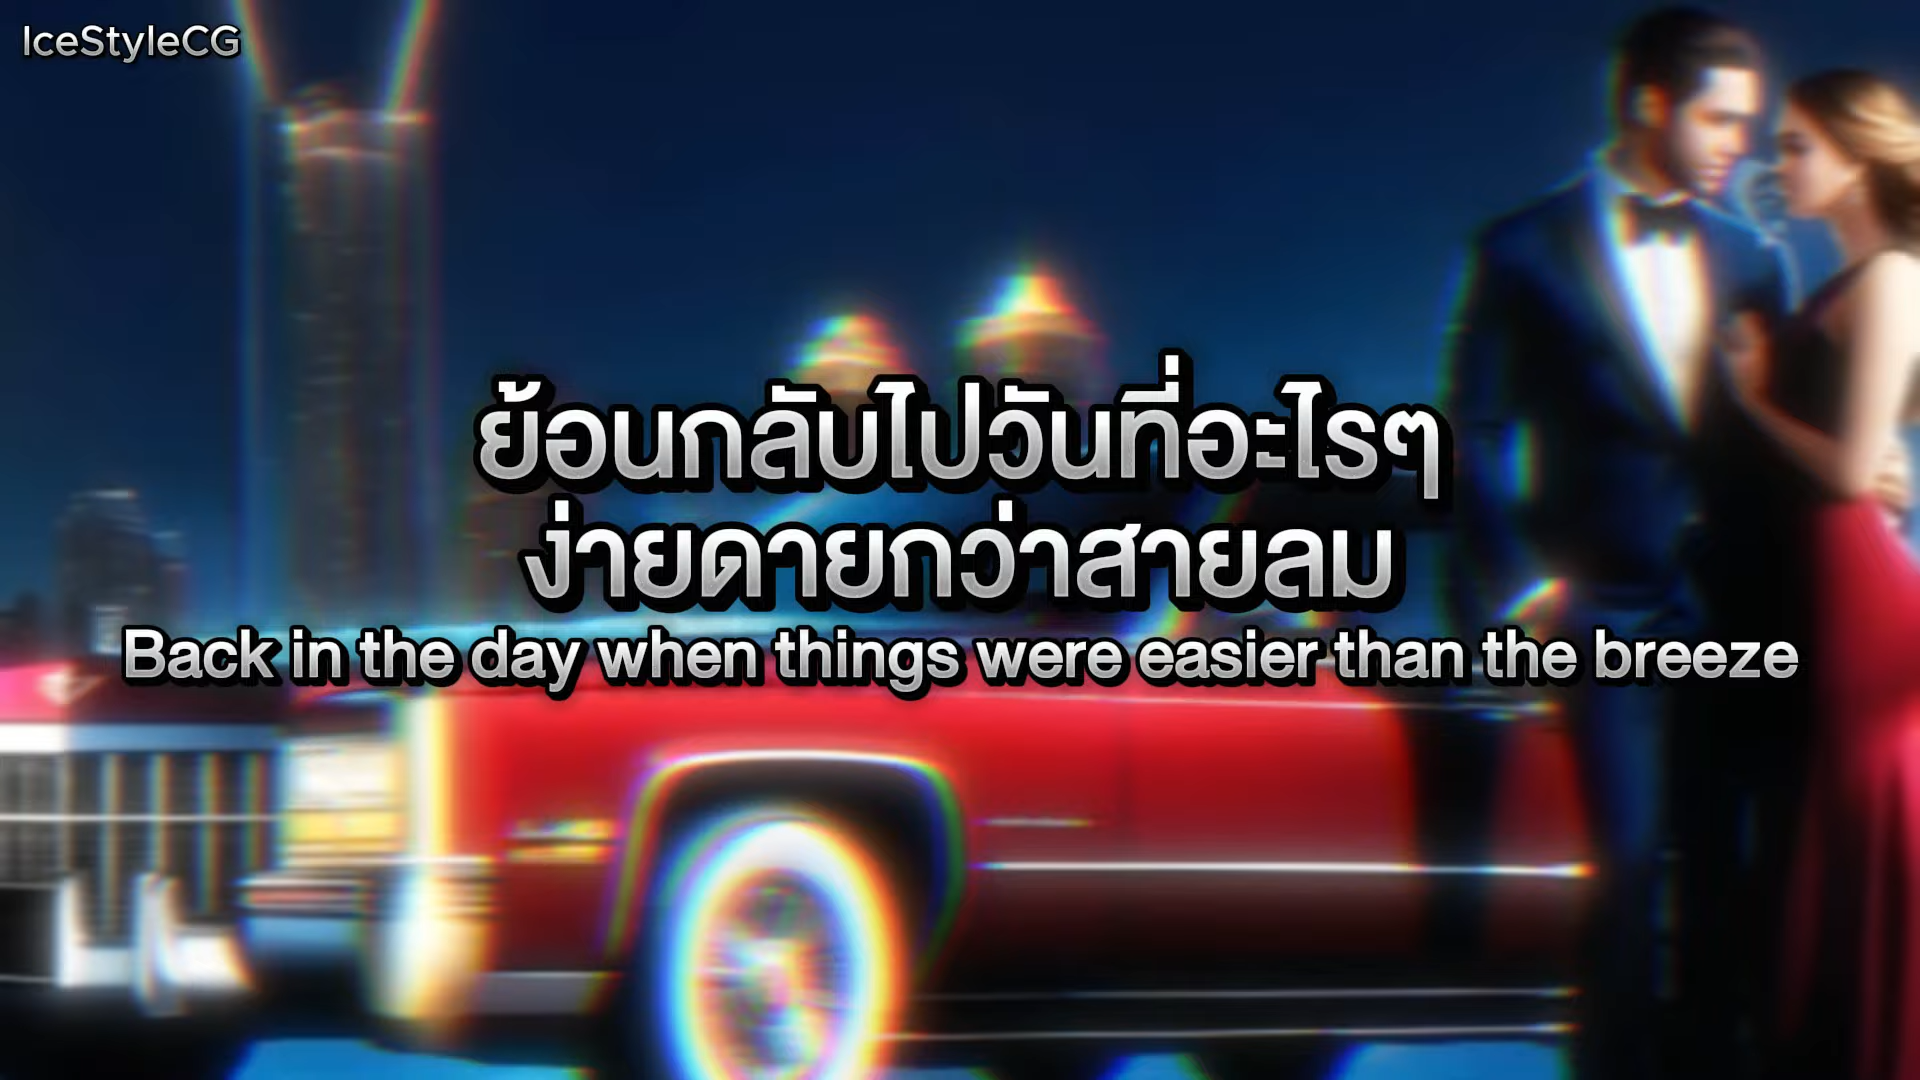 IceStyleCG
ย้อนกลับไปวันที่อะไรๆ
ง่ายดายกว่าสายลม
Back in the day when things were easier than the breeze